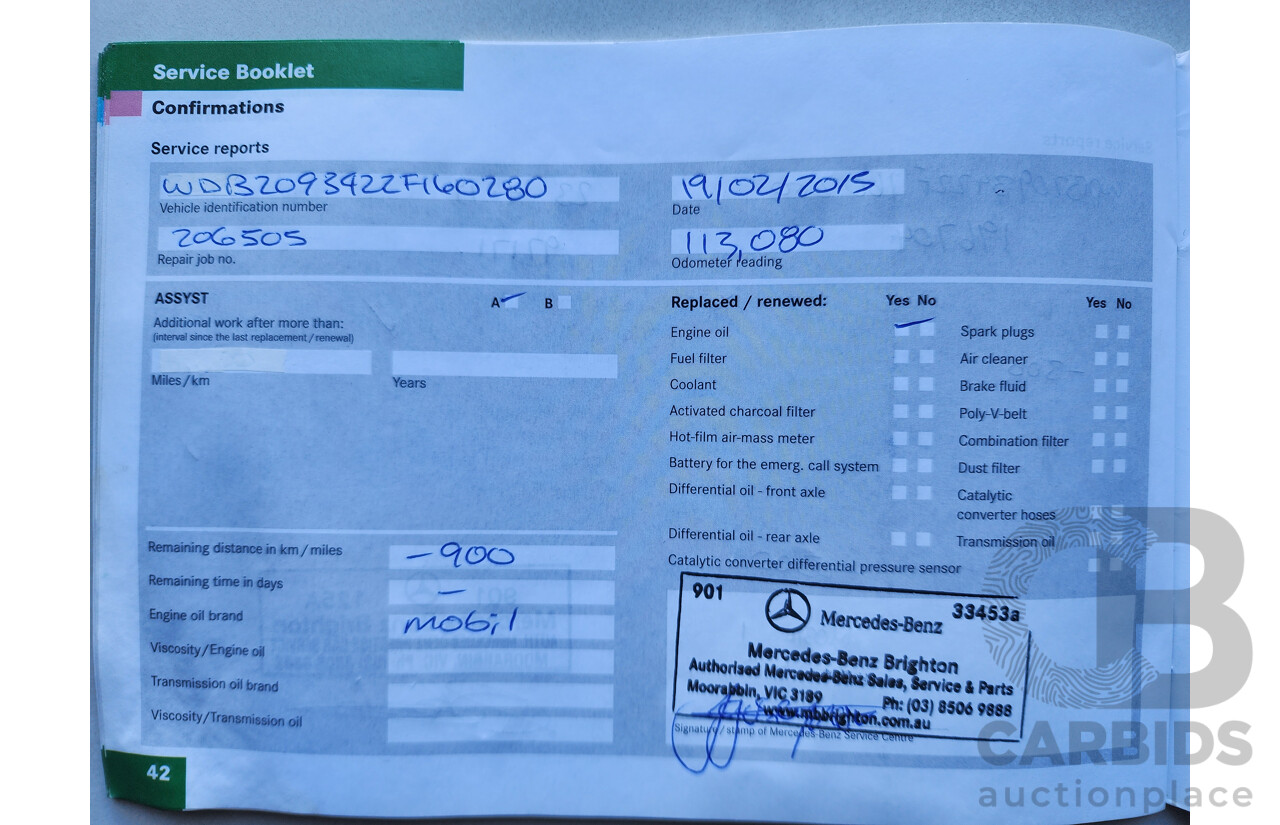 Service Booklet
Confirmations
Service reports
WDB2093422F160280
Vehicle identification number
19/02/2015
Date
206505
Repair job no.
113,080
Odometer reading
ASSYST A B
Additional work after more than:
(interval since the last replacement / renewal)
Miles/km Years
Replaced / renewed: Yes No Yes No
Engine oil Spark plugs
Fuel filter Air cleaner
Coolant Brake fluid
Activated charcoal filter Poly-V-belt
Hot-film air-mass meter Combination filter
Battery for the emerg. call system Dust filter
Differential oil - front axle Catalytic
converter hoses
Differential oil - rear axle Transmission oil
Catalytic converter differential pressure sensor
Remaining distance in km/miles -900
Remaining time in days -
Engine oil brand mobil
Viscosity/Engine oil
Transmission oil brand
Viscosity/Transmission oil
901 Mercedes-Benz 33453a
Mercedes-Benz Brighton
Authorised Mercedes-Benz Sales, Service & Parts
Moorabbin, VIC 3189 Ph: (03) 8506 9888
www.mbbrighton.com.au
Signature/stamp of Mercedes-Benz Service Centre
42
CARBIDS
auctionplace